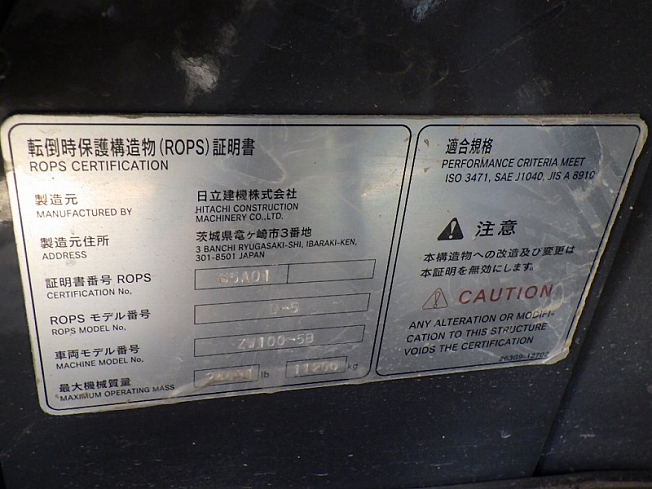 転倒時保護構造物(ROPS)証明書
ROPS CERTIFICATION
製造元
MANUFACTURED BY
日立建機株式会社
HITACHI CONSTRUCTION
MACHINERY CO.,LTD.
製造元住所
ADDRESS
茨城県竜ヶ崎市3番地
3 BANCHI RYUGASAKI-SHI, IBARAKI-KEN,
301-8501 JAPAN
証明書番号 ROPS
CERTIFICATION No.
ROPS モデル番号
ROPS MODEL No.
車両モデル番号
MACHINE MODEL No.
ZW100-5B
最大機械質量
MAXIMUM OPERATING MASS
lb
kg
適合規格
PERFORMANCE CRITERIA MEET
ISO 3471, SAE J1040, JIS A 8910
注意
本構造物への改造及び変更は
本証明を無効にします。
CAUTION
ANY ALTERATION OR MODIFI-
CATION TO THIS STRUCTURE
VOIDS THE CERTIFICATION